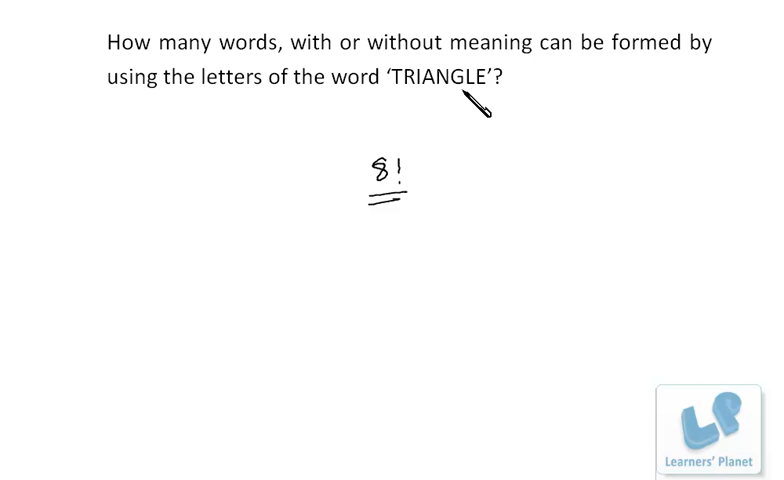 How many words, with or without meaning can be formed by
using the letters of the word ‘TRIANGLE’?
8!
LP
Learners' Planet